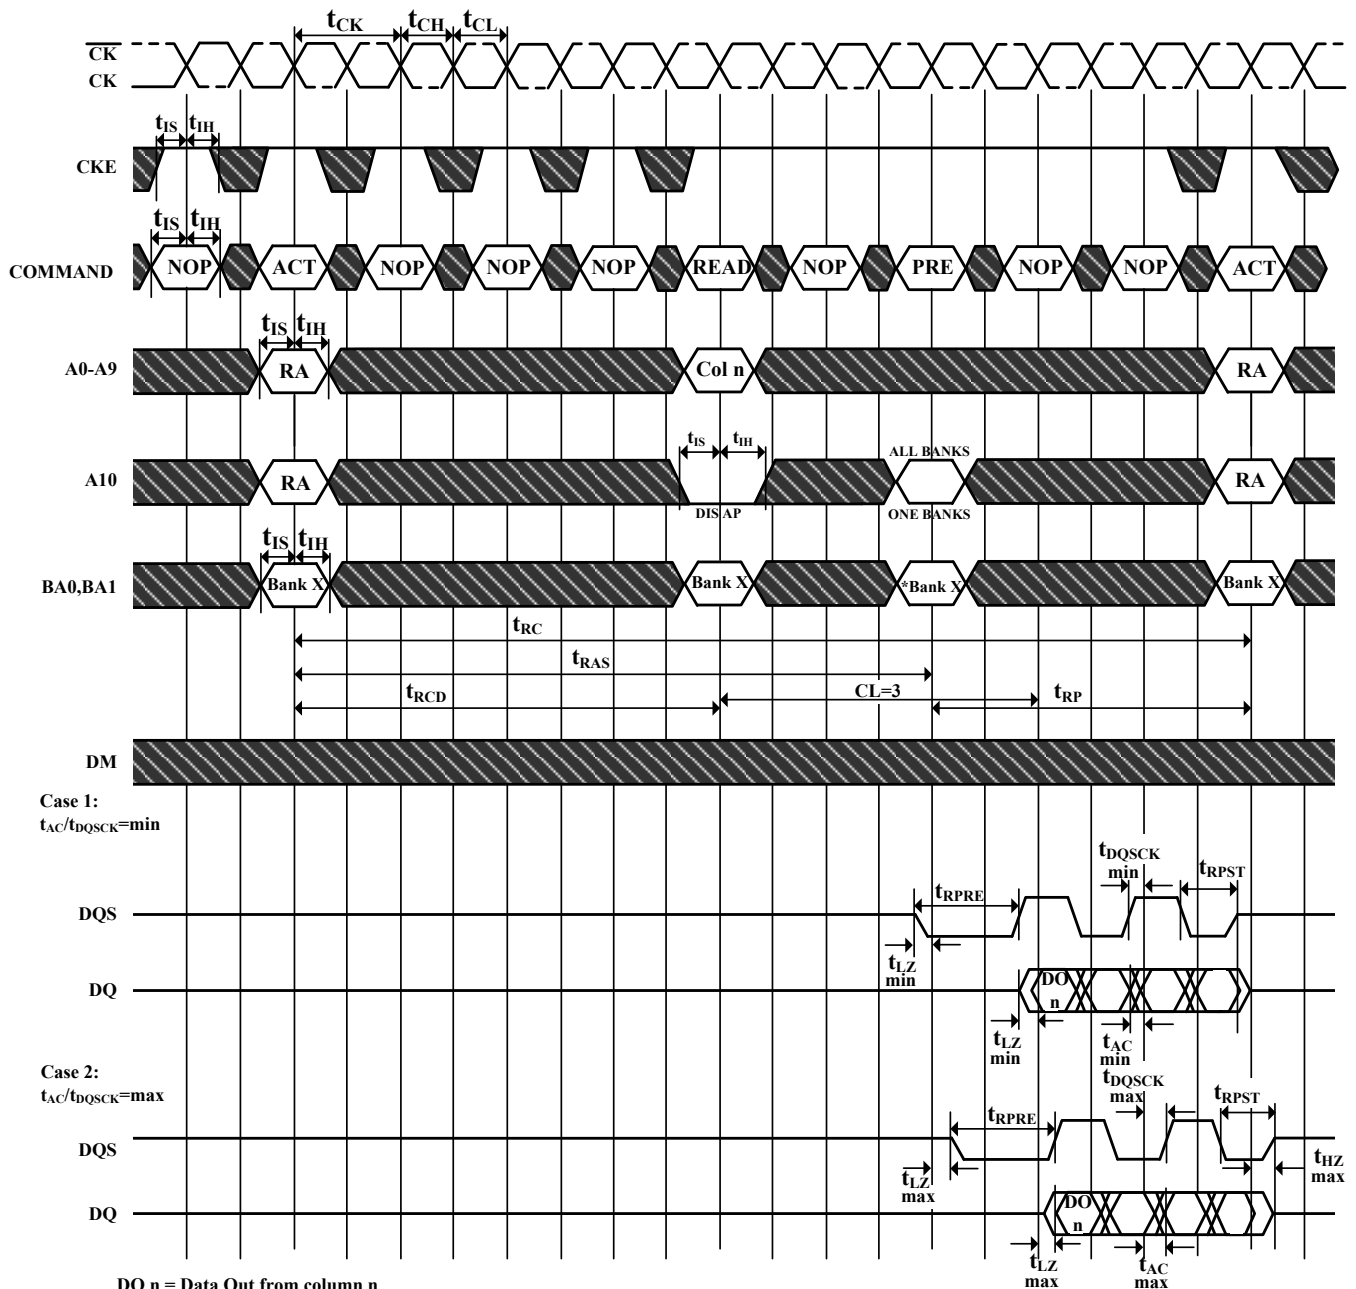 tCK tCH tCL
CK
CK
tIS tIH
CKE
tIS tIH
COMMAND NOP ACT NOP NOP NOP READ NOP PRE NOP NOP ACT
tIS tIH
A0-A9 RA Col n RA
tIS tIH ALL BANKS
A10 RA RA
DIS AP ONE BANKS
tIS tIH
BA0,BA1 Bank X Bank X *Bank X Bank X
tRC
tRAS
tRCD CL=3 tRP
DM
Case 1:
tAC/tDQSCK=min
tDQSCK
min
tRPST
tRPRE
DQS
tLZ
min
DQ DO
n
tLZ
min
tAC
min
Case 2:
tAC/tDQSCK=max
tDQSCK
max
tRPST
tRPRE
DQS
tLZ
max
tHZ
max
DQ DO
n
tLZ
max
tAC
max
DO n = Data Out from column n